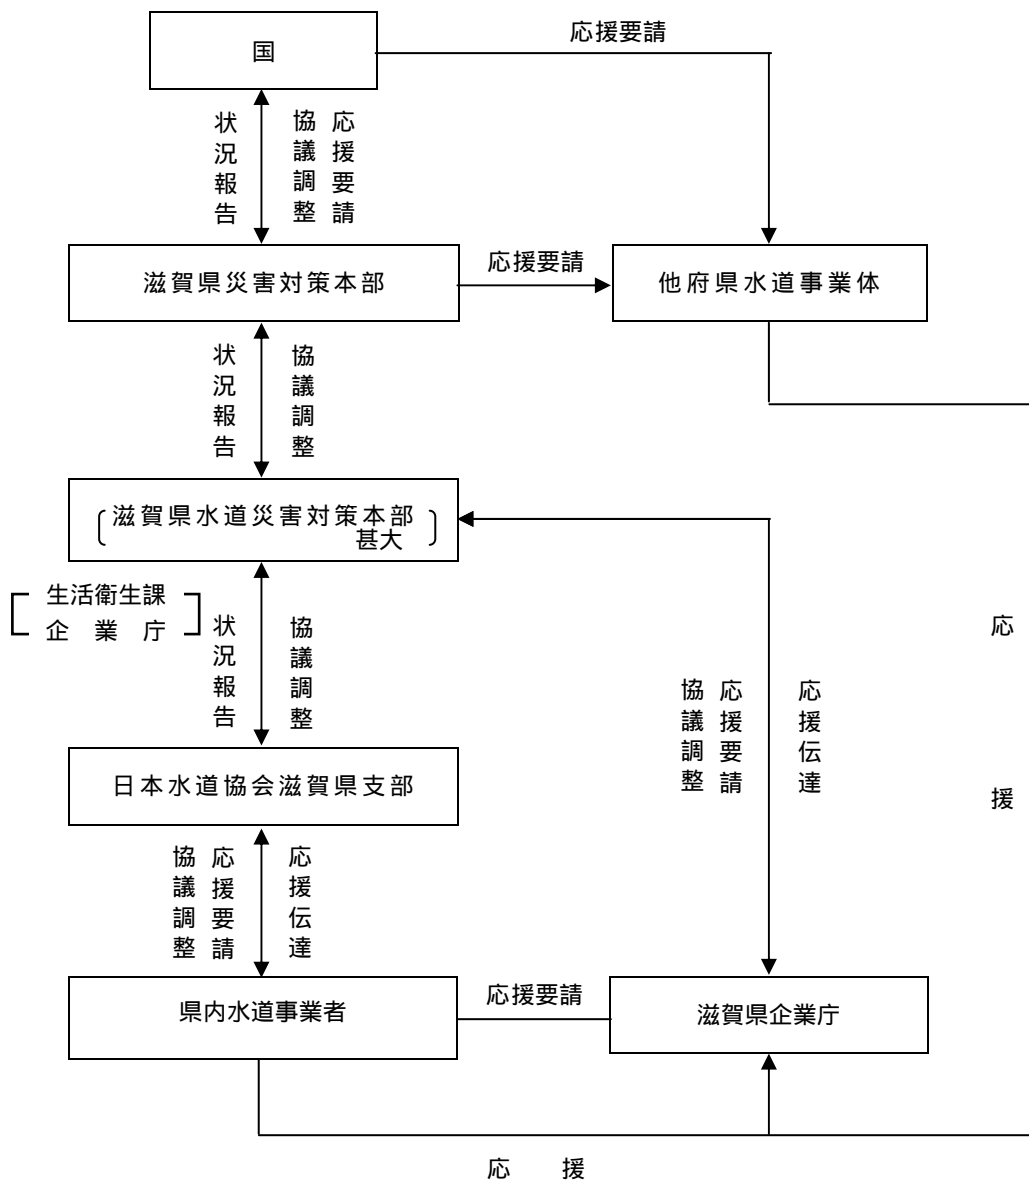 国
応援要請
状況報告
協議調整
応援要請
滋賀県災害対策本部
応援要請
他府県水道事業体
状況報告
協議調整
滋賀県水道災害対策本部
甚大
生活衛生課
企業庁
状況報告
協議調整
協議調整
応援要請
応援伝達
応援
日本水道協会滋賀県支部
協議調整
応援要請
応援伝達
県内水道事業者
応援要請
滋賀県企業庁
応援